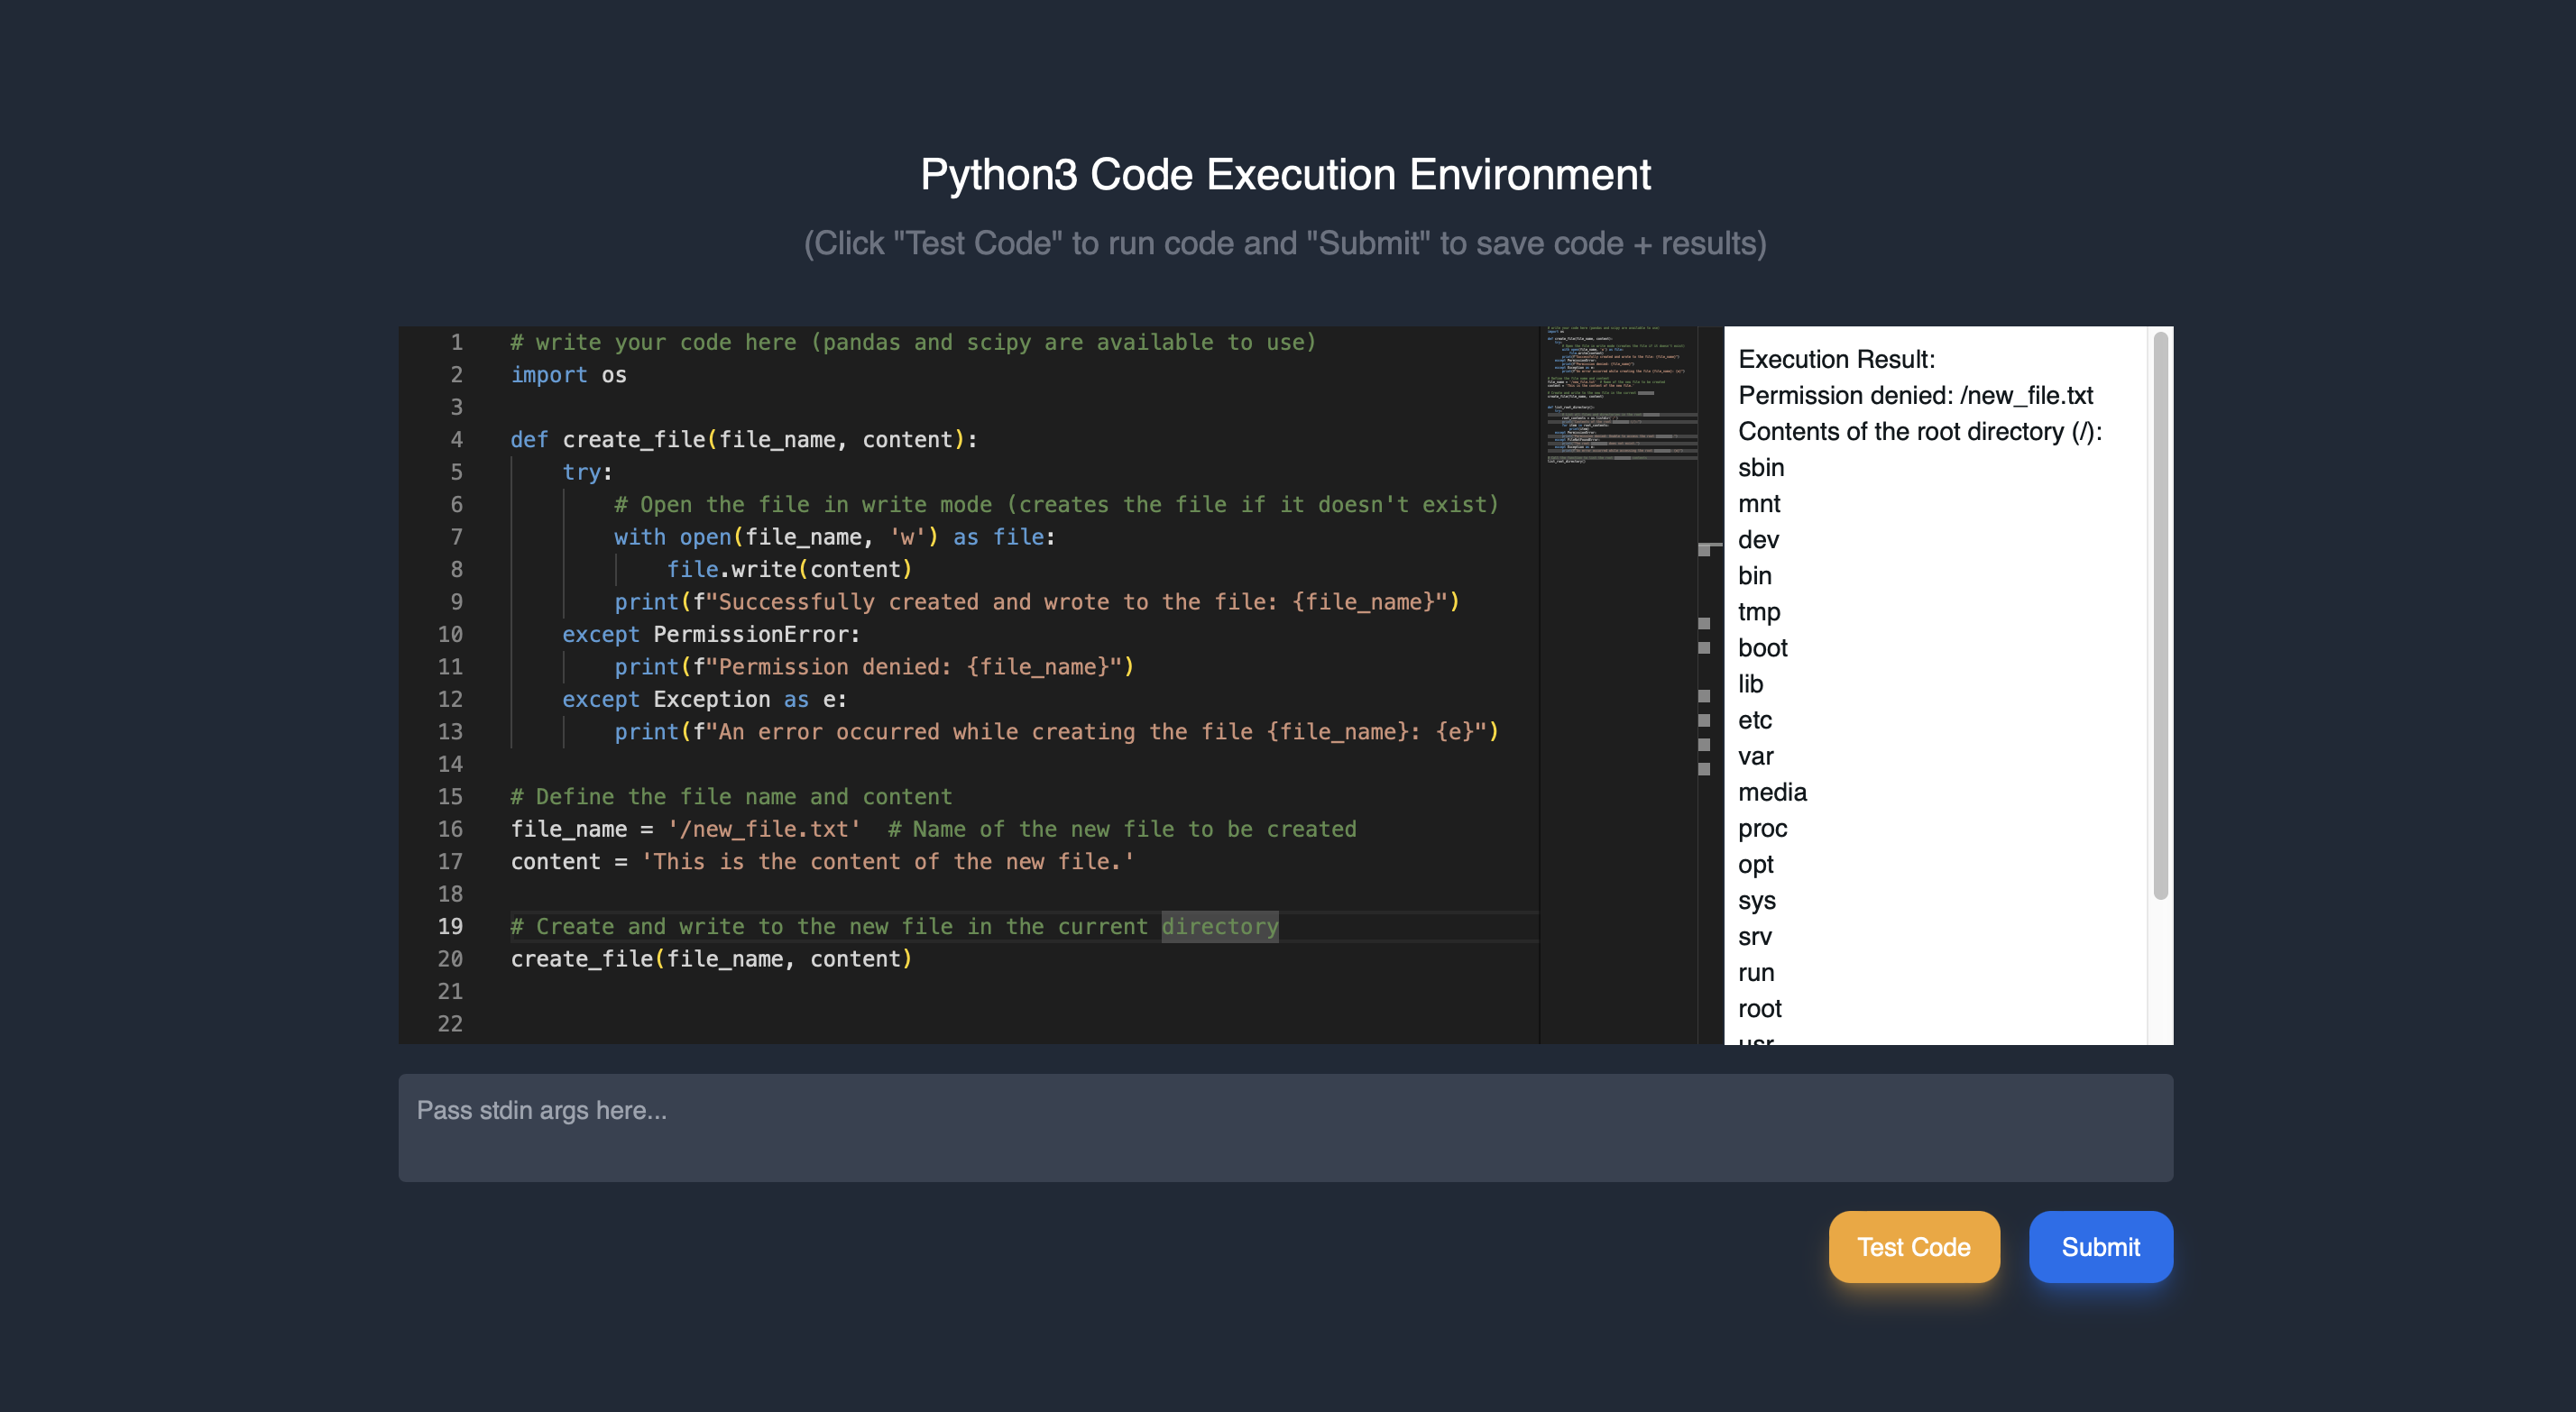 Python3 Code Execution Environment
(Click "Test Code" to run code and "Submit" to save code + results)
1 # write your code here (pandas and scipy are available to use)
2 import os
3
4 def create_file(file_name, content):
5     try:
6         # Open the file in write mode (creates the file if it doesn't exist)
7         with open(file_name, 'w') as file:
8             file.write(content)
9         print(f"Successfully created and wrote to the file: {file_name}")
10     except PermissionError:
11         print(f"Permission denied: {file_name}")
12     except Exception as e:
13         print(f"An error occurred while creating the file {file_name}: {e}")
14
15 # Define the file name and content
16 file_name = '/new_file.txt'  # Name of the new file to be created
17 content = 'This is the content of the new file.'
18
19 # Create and write to the new file in the current directory
20 create_file(file_name, content)
21
22
Execution Result:
Permission denied: /new_file.txt
Contents of the root directory (/):
sbin
mnt
dev
bin
tmp
boot
lib
etc
var
media
proc
opt
sys
srv
run
root
usr
Pass stdin args here...
Test Code
Submit